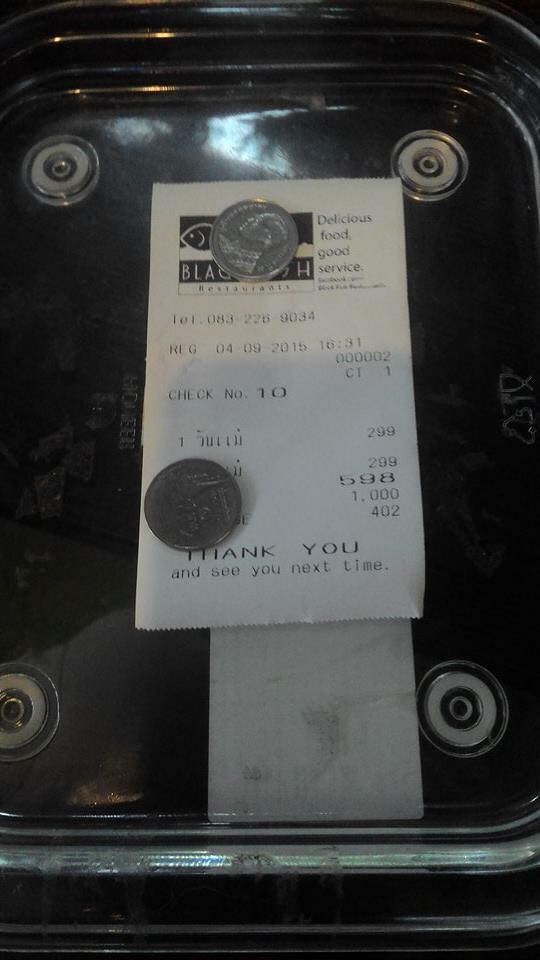 Delicious
food,
good
service.
BLAC H
Restaurants
Tel.083-226-9034
REG 04-09-2015 16:31
000002
CT 1
CHECK No. 10
1 วันแม่ 299
299
598
1,000
402
THANK YOU
and see you next time.